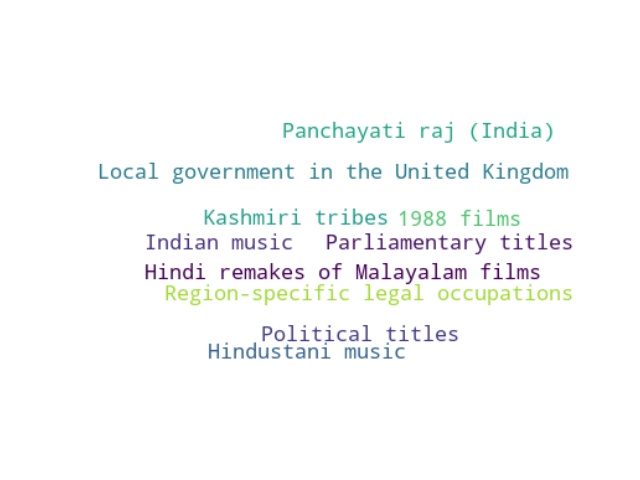 Panchayati raj (India)
Local government in the United Kingdom
Kashmiri tribes 1988 films
Indian music Parliamentary titles
Hindi remakes of Malayalam films
Region-specific legal occupations
Political titles
Hindustani music